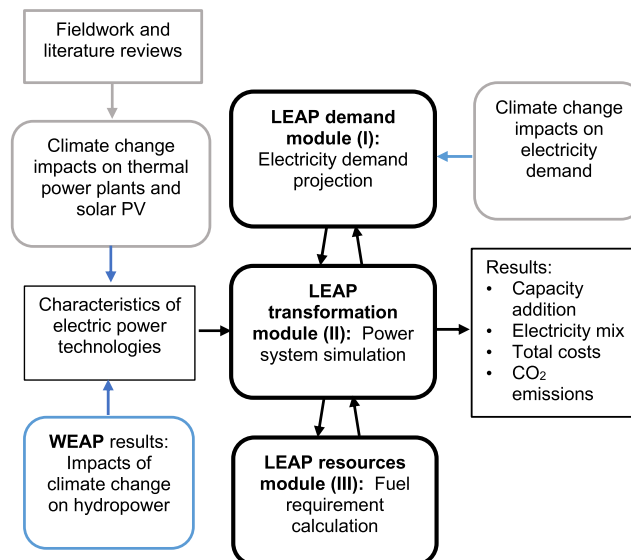 Fieldwork and
literature reviews
Climate change
impacts on thermal
power plants and
solar PV
Characteristics of
electric power
technologies
WEAP results:
Impacts of
climate change
on hydropower
LEAP demand
module (I):
Electricity demand
projection
LEAP
transformation
module (II):  Power
system simulation
LEAP resources
module (III):  Fuel
requirement
calculation
Climate change
impacts on
electricity
demand
Results:
• Capacity
addition
• Electricity mix
• Total costs
• CO₂
emissions